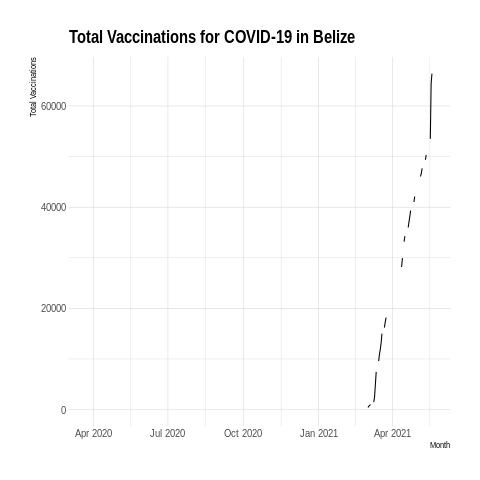 Total Vaccinations for COVID-19 in Belize
Total Vaccinations
60000
40000
20000
0
Apr 2020 Jul 2020 Oct 2020 Jan 2021 Apr 2021
Month